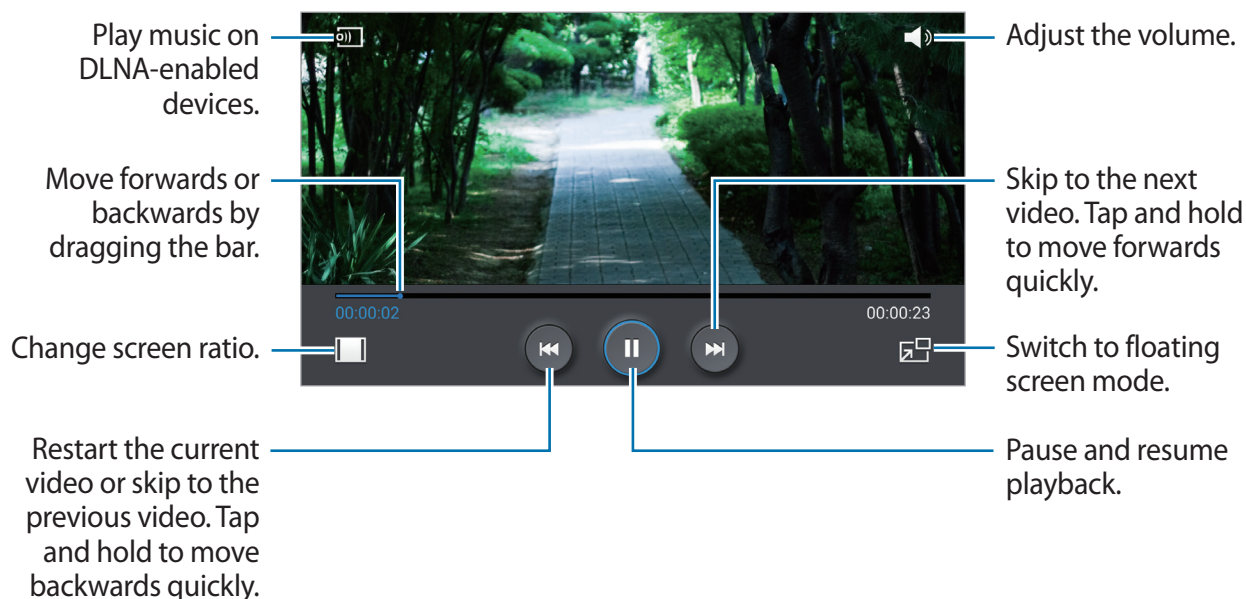 Play music on
DLNA-enabled
devices.
Adjust the volume.
Move forwards or
backwards by
dragging the bar.
Skip to the next
video. Tap and hold
to move forwards
quickly.
00:00:02
00:00:23
Change screen ratio.
Switch to floating
screen mode.
Restart the current
video or skip to the
previous video. Tap
and hold to move
backwards quickly.
Pause and resume
playback.